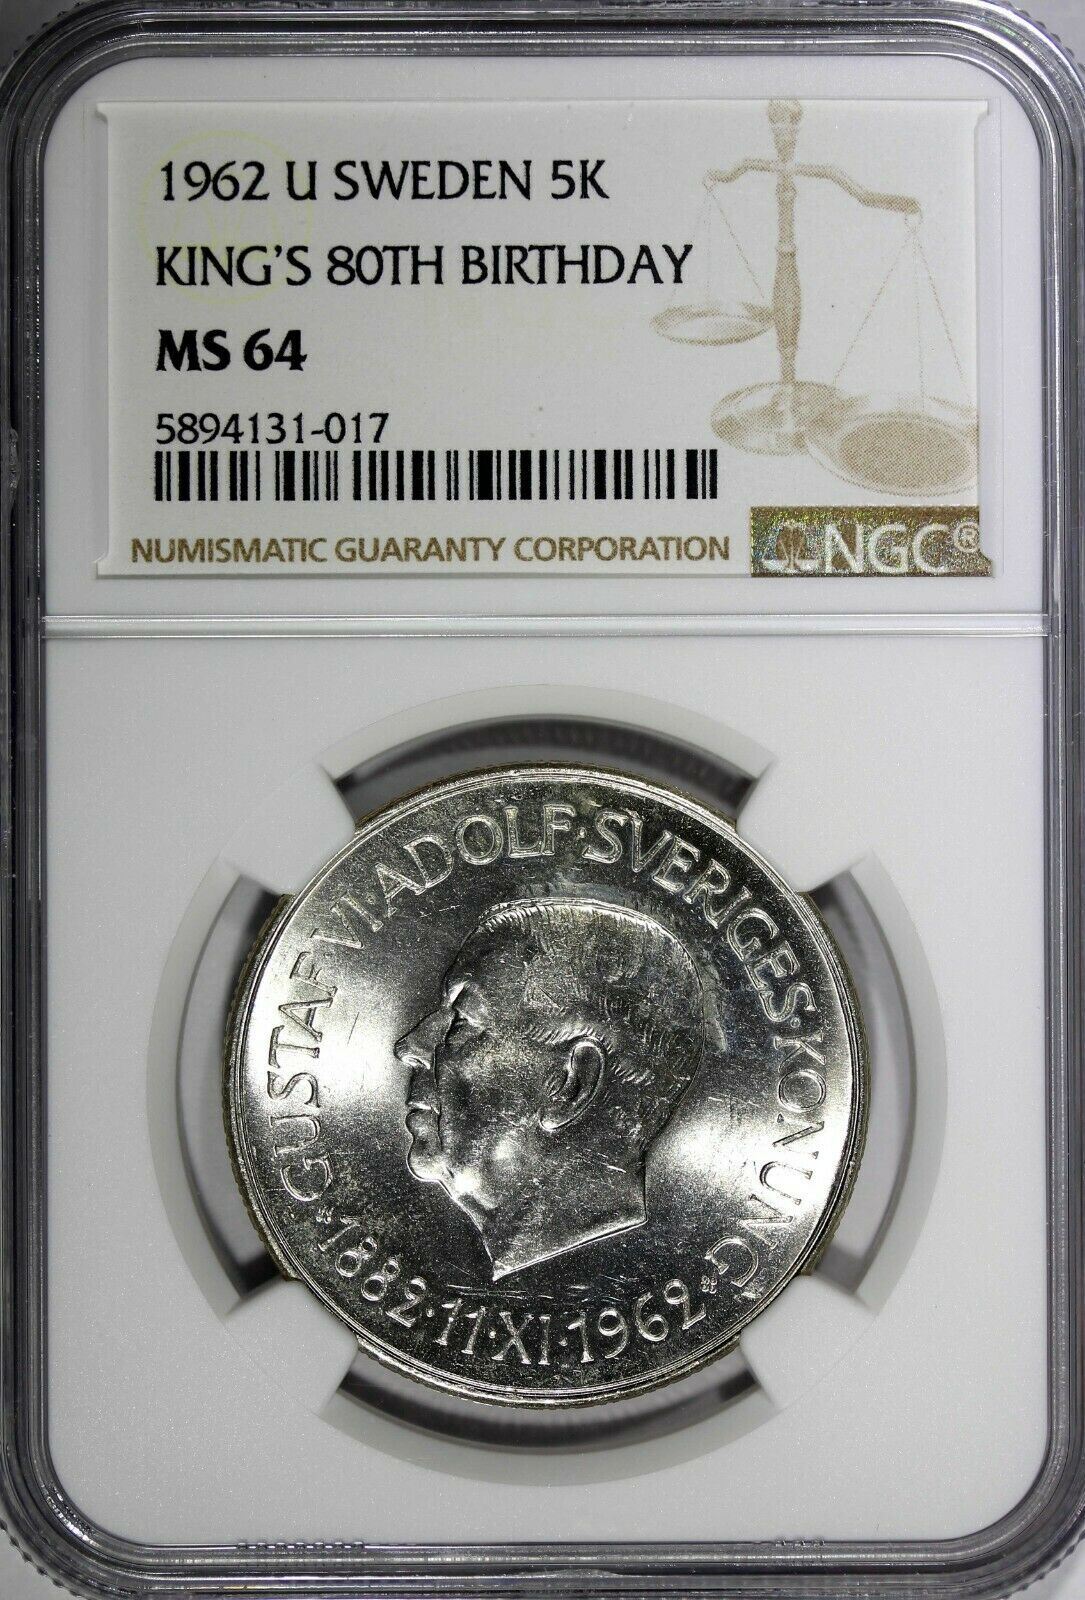 1962 U SWEDEN 5K
KING'S 80TH BIRTHDAY
MS 64
5894131-017
NUMISMATIC GUARANTY CORPORATION
NGC®
GUSTAF·VI·ADOLF·SVERIGES·KONUNG
1882·11·XI·1962